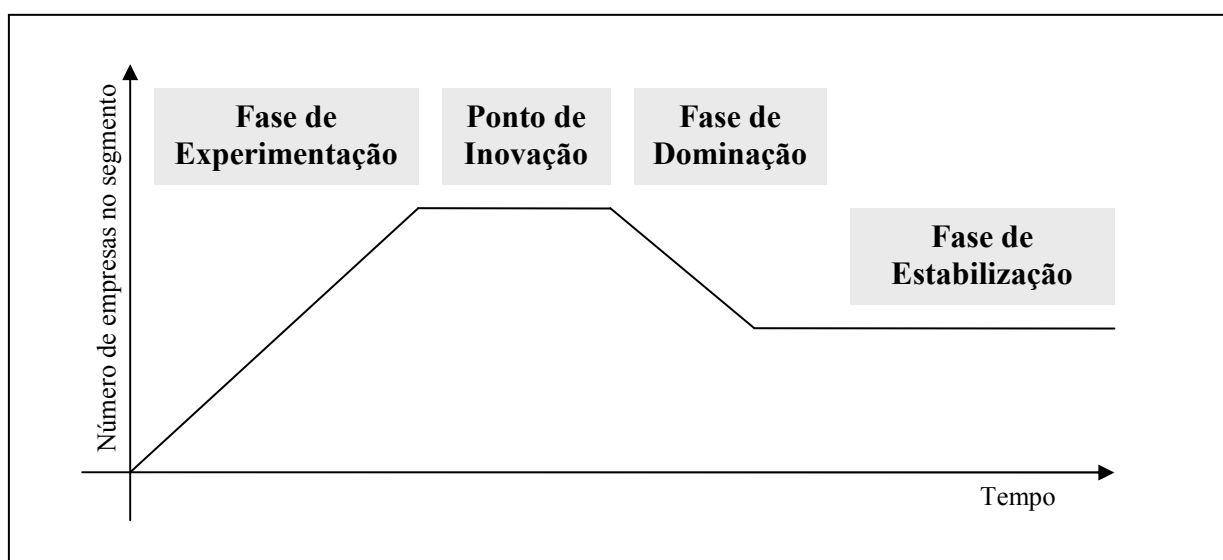 Número de empresas no segmento
Fase de
Experimentação
Ponto de
Inovação
Fase de
Dominação
Fase de
Estabilização
Tempo